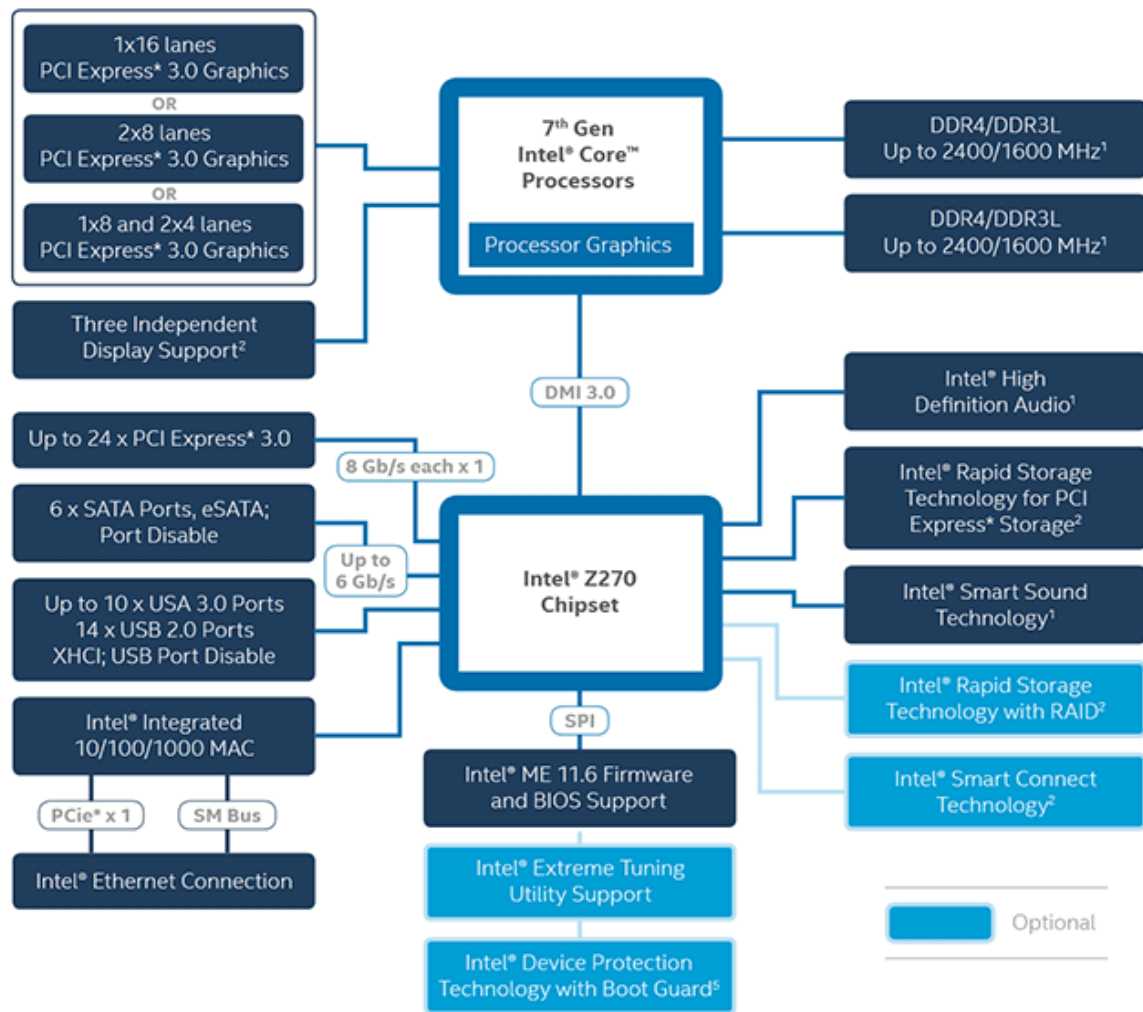 1x16 lanes
PCI Express* 3.0 Graphics
OR
2x8 lanes
PCI Express* 3.0 Graphics
OR
1x8 and 2x4 lanes
PCI Express* 3.0 Graphics
Three Independent
Display Support²
7th Gen
Intel® Core™
Processors
Processor Graphics
DDR4/DDR3L
Up to 2400/1600 MHz¹
DDR4/DDR3L
Up to 2400/1600 MHz¹
DMI 3.0
Up to 24 x PCI Express* 3.0
8 Gb/s each x 1
6 x SATA Ports, eSATA;
Port Disable
Up to
6 Gb/s
Up to 10 x USA 3.0 Ports
14 x USB 2.0 Ports
XHCI; USB Port Disable
Intel® Integrated
10/100/1000 MAC
PCIe* x 1
SM Bus
Intel® Ethernet Connection
Intel® Z270
Chipset
SPI
Intel® ME 11.6 Firmware
and BIOS Support
Intel® Extreme Tuning
Utility Support
Intel® Device Protection
Technology with Boot Guard⁵
Intel® High
Definition Audio¹
Intel® Rapid Storage
Technology for PCI
Express* Storage²
Intel® Smart Sound
Technology¹
Intel® Rapid Storage
Technology with RAID²
Intel® Smart Connect
Technology²
Optional